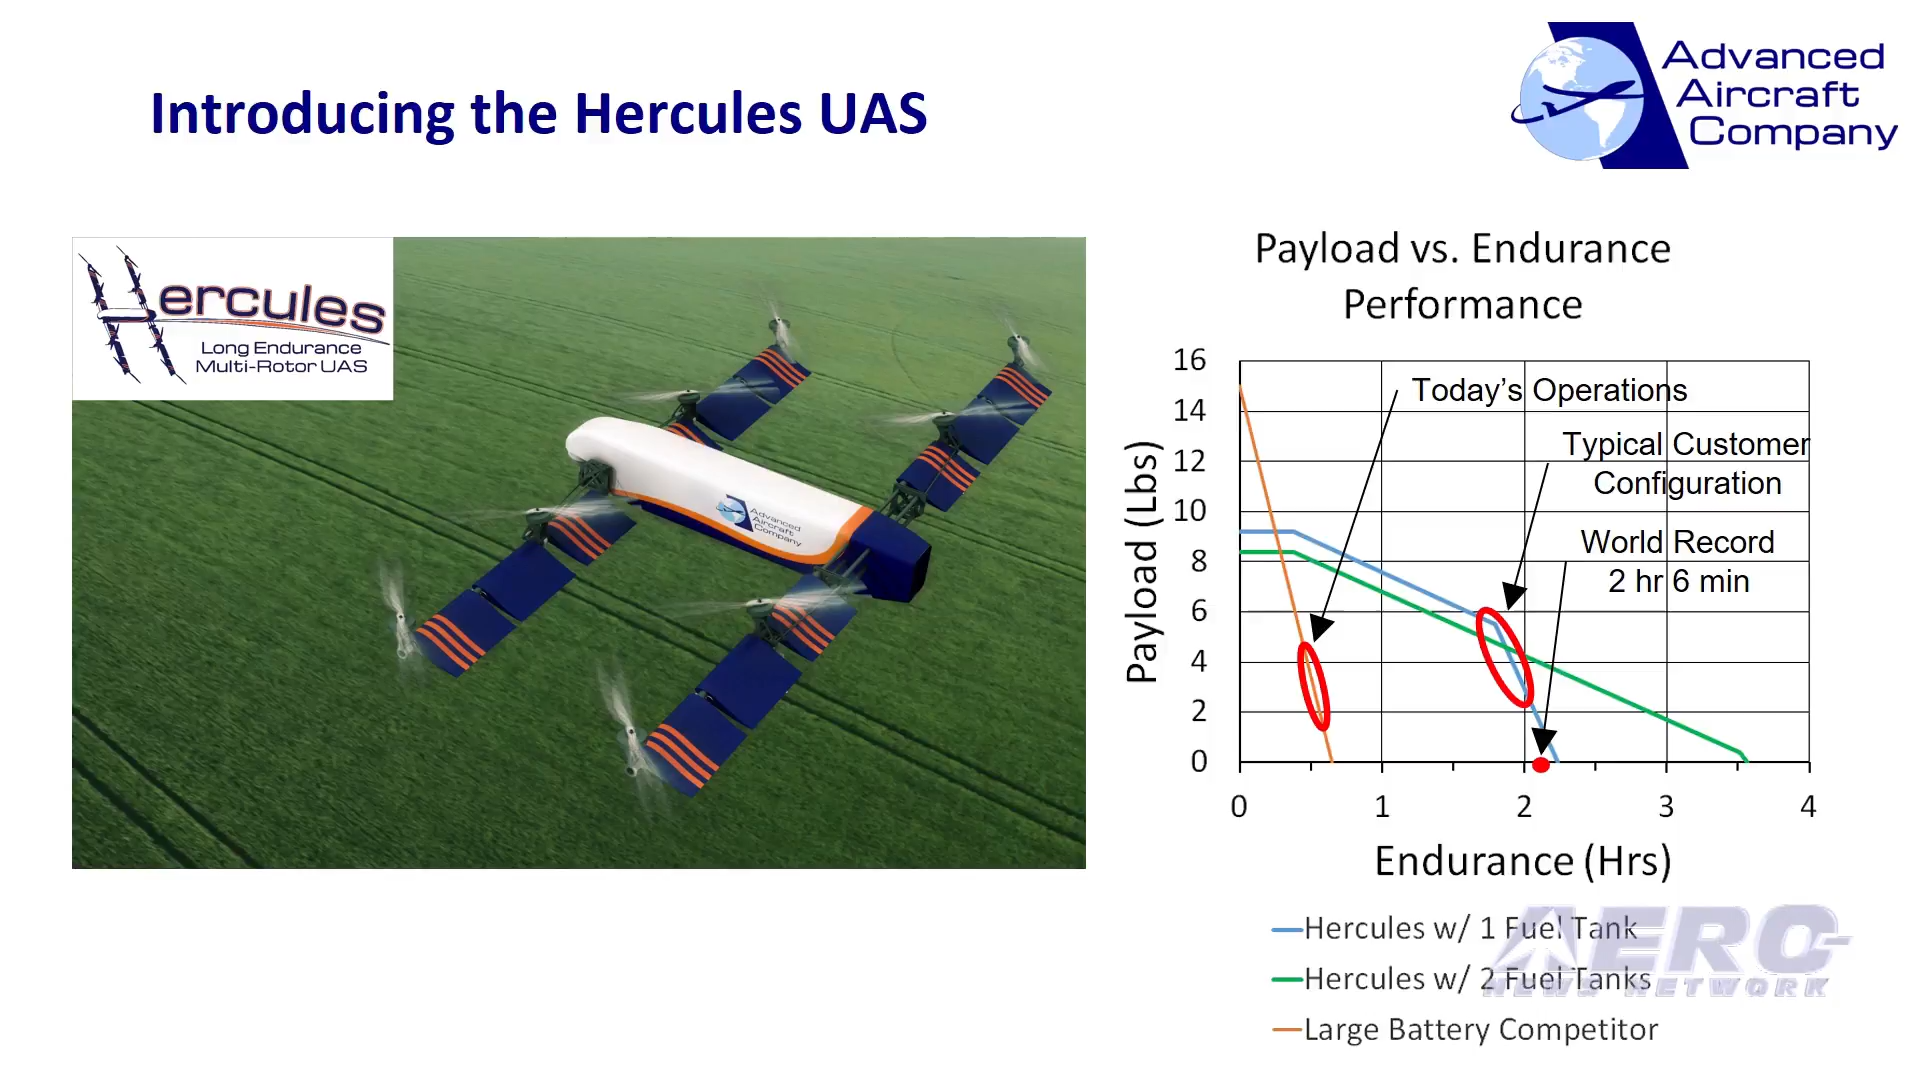 Introducing the Hercules UAS
Advanced
Aircraft
Company
Hercules
Long Endurance
Multi-Rotor UAS
Advanced
Aircraft
Company
Payload vs. Endurance
Performance
Payload (Lbs)
16
14
12
10
8
6
4
2
0
Today's Operations
Typical Customer
Configuration
World Record
2 hr 6 min
0 1 2 3 4
Endurance (Hrs)
Hercules w/ 1 Fuel Tank
Hercules w/ 2 Fuel Tanks
Large Battery Competitor
AERO
NEWS NETWORK